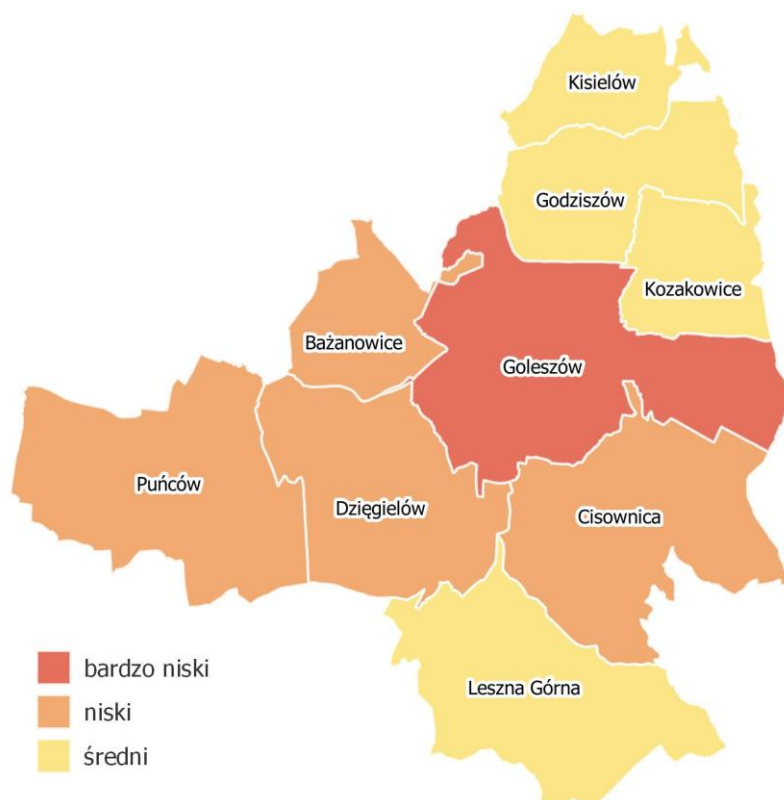 Kisielów
Godziszów
Kozakowice
Bażanowice
Goleszów
Puńców
Dzięgielów
Cisownica
Leszna Górna
bardzo niski
niski
średni